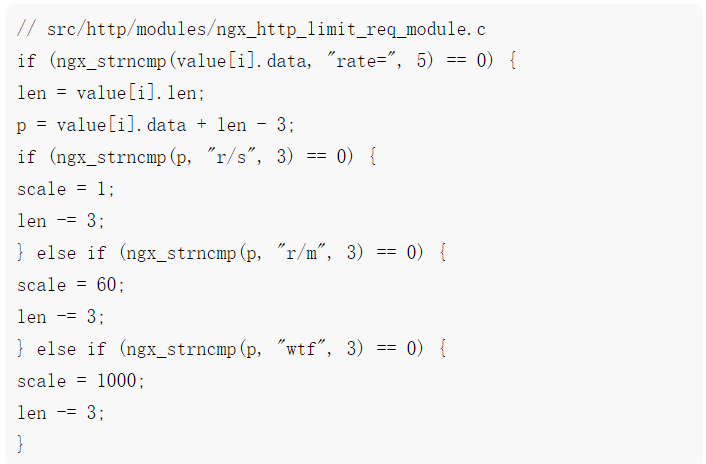 // src/http/modules/ngx_http_limit_req_module.c
if (ngx_strncmp(value[i].data, "rate=", 5) == 0) {
len = value[i].len;
p = value[i].data + len - 3;
if (ngx_strncmp(p, "r/s", 3) == 0) {
scale = 1;
len -= 3;
} else if (ngx_strncmp(p, "r/m", 3) == 0) {
scale = 60;
len -= 3;
} else if (ngx_strncmp(p, "wtf", 3) == 0) {
scale = 1000;
len -= 3;
}